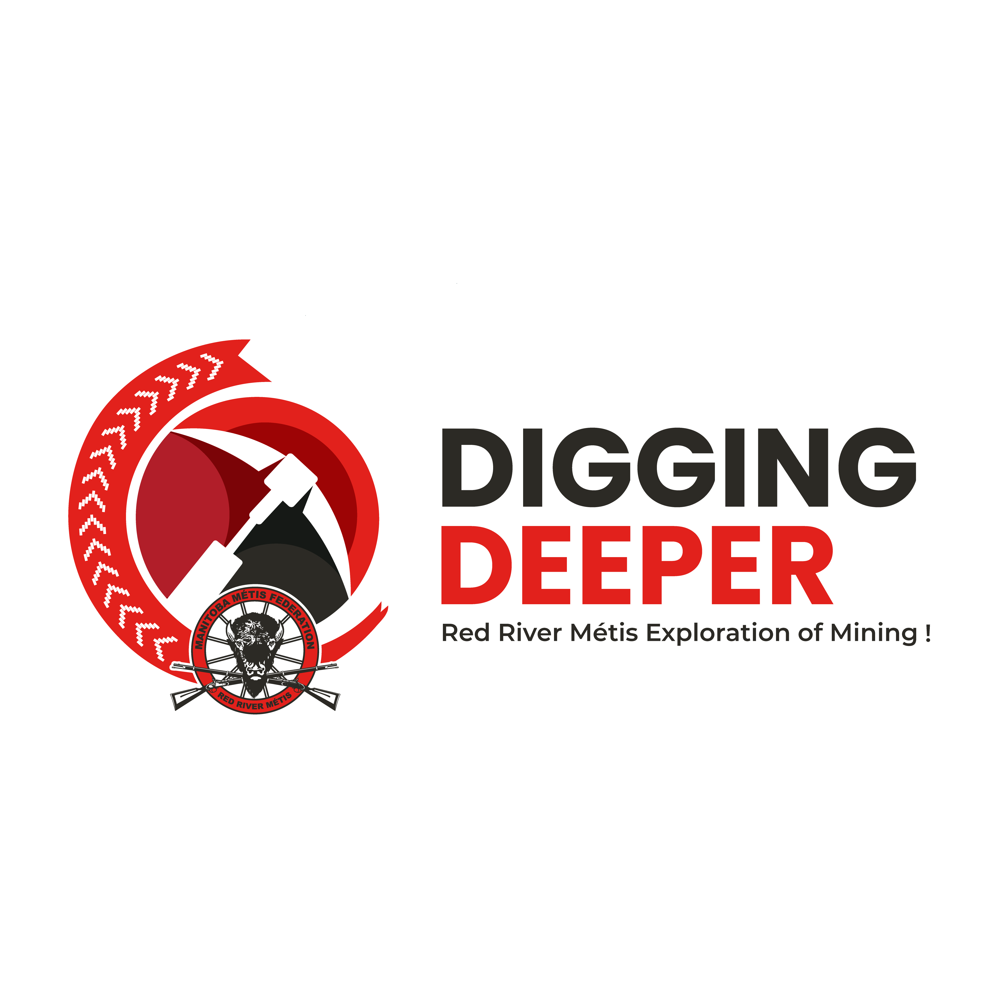 MANITOBA MÉTIS FEDERATION
RED RIVER MÉTIS
DIGGING
DEEPER
Red River Métis Exploration of Mining !